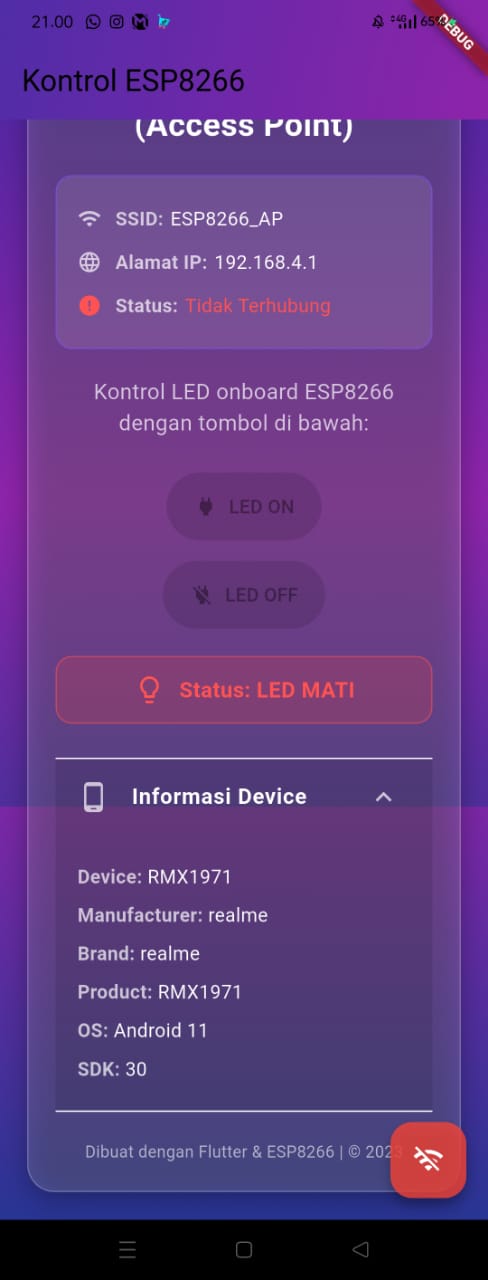 21.00
4G
65%
DEBUG
Kontrol ESP8266
(Access Point)
SSID: ESP8266_AP
Alamat IP: 192.168.4.1
Status: Tidak Terhubung
Kontrol LED onboard ESP8266
dengan tombol di bawah:
LED ON
LED OFF
Status: LED MATI
Informasi Device
Device: RMX1971
Manufacturer: realme
Brand: realme
Product: RMX1971
OS: Android 11
SDK: 30
Dibuat dengan Flutter & ESP8266 | © 2023